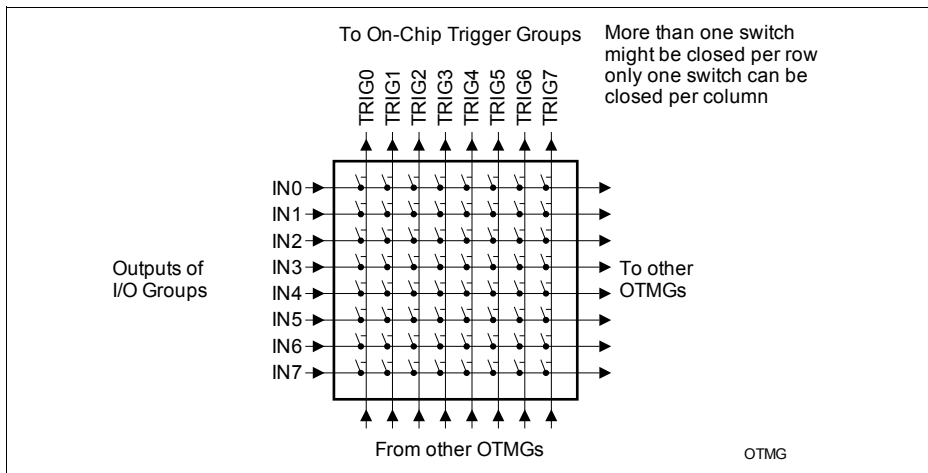 To On-Chip Trigger Groups
More than one switch
might be closed per row
only one switch can be
closed per column
TRIG0
TRIG1
TRIG2
TRIG3
TRIG4
TRIG5
TRIG6
TRIG7
IN0
IN1
IN2
IN3
IN4
IN5
IN6
IN7
Outputs of
I/O Groups
To other
OTMGs
From other OTMGs
OTMG